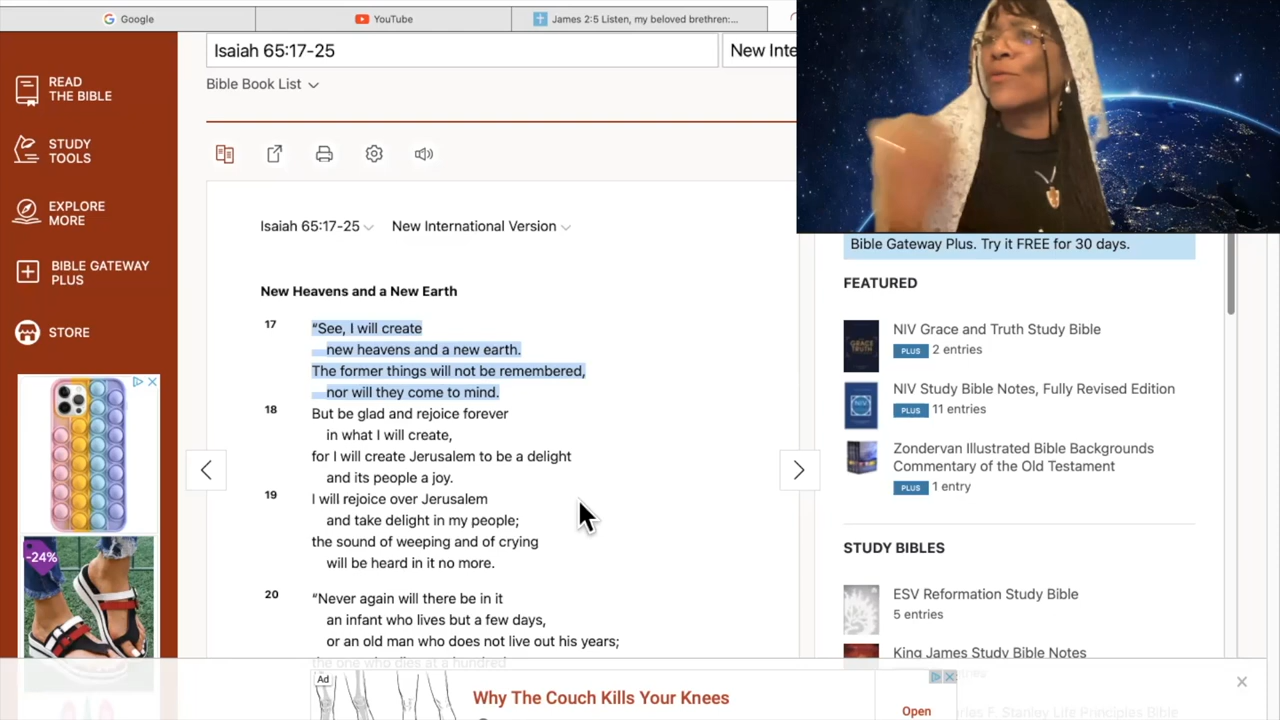 Google
YouTube
James 2:5 Listen, my beloved brethren:...
Isaiah 65:17-25
New Inte
Bible Book List
READ
THE BIBLE
STUDY
TOOLS
EXPLORE
MORE
BIBLE GATEWAY
PLUS
STORE
-24%
Isaiah 65:17-25
New International Version
New Heavens and a New Earth
17 “See, I will create
new heavens and a new earth.
The former things will not be remembered,
nor will they come to mind.
18 But be glad and rejoice forever
in what I will create,
for I will create Jerusalem to be a delight
and its people a joy.
19 I will rejoice over Jerusalem
and take delight in my people;
the sound of weeping and of crying
will be heard in it no more.
20 “Never again will there be in it
an infant who lives but a few days,
or an old man who does not live out his years;
the one who dies at a hundred
Ad
Why The Couch Kills Your Knees
Open
Bible Gateway Plus. Try it FREE for 30 days.
FEATURED
NIV Grace and Truth Study Bible
PLUS 2 entries
NIV Study Bible Notes, Fully Revised Edition
PLUS 11 entries
Zondervan Illustrated Bible Backgrounds
Commentary of the Old Testament
PLUS 1 entry
STUDY BIBLES
ESV Reformation Study Bible
5 entries
King James Study Bible Notes
F. Stanley Life Principles Bible